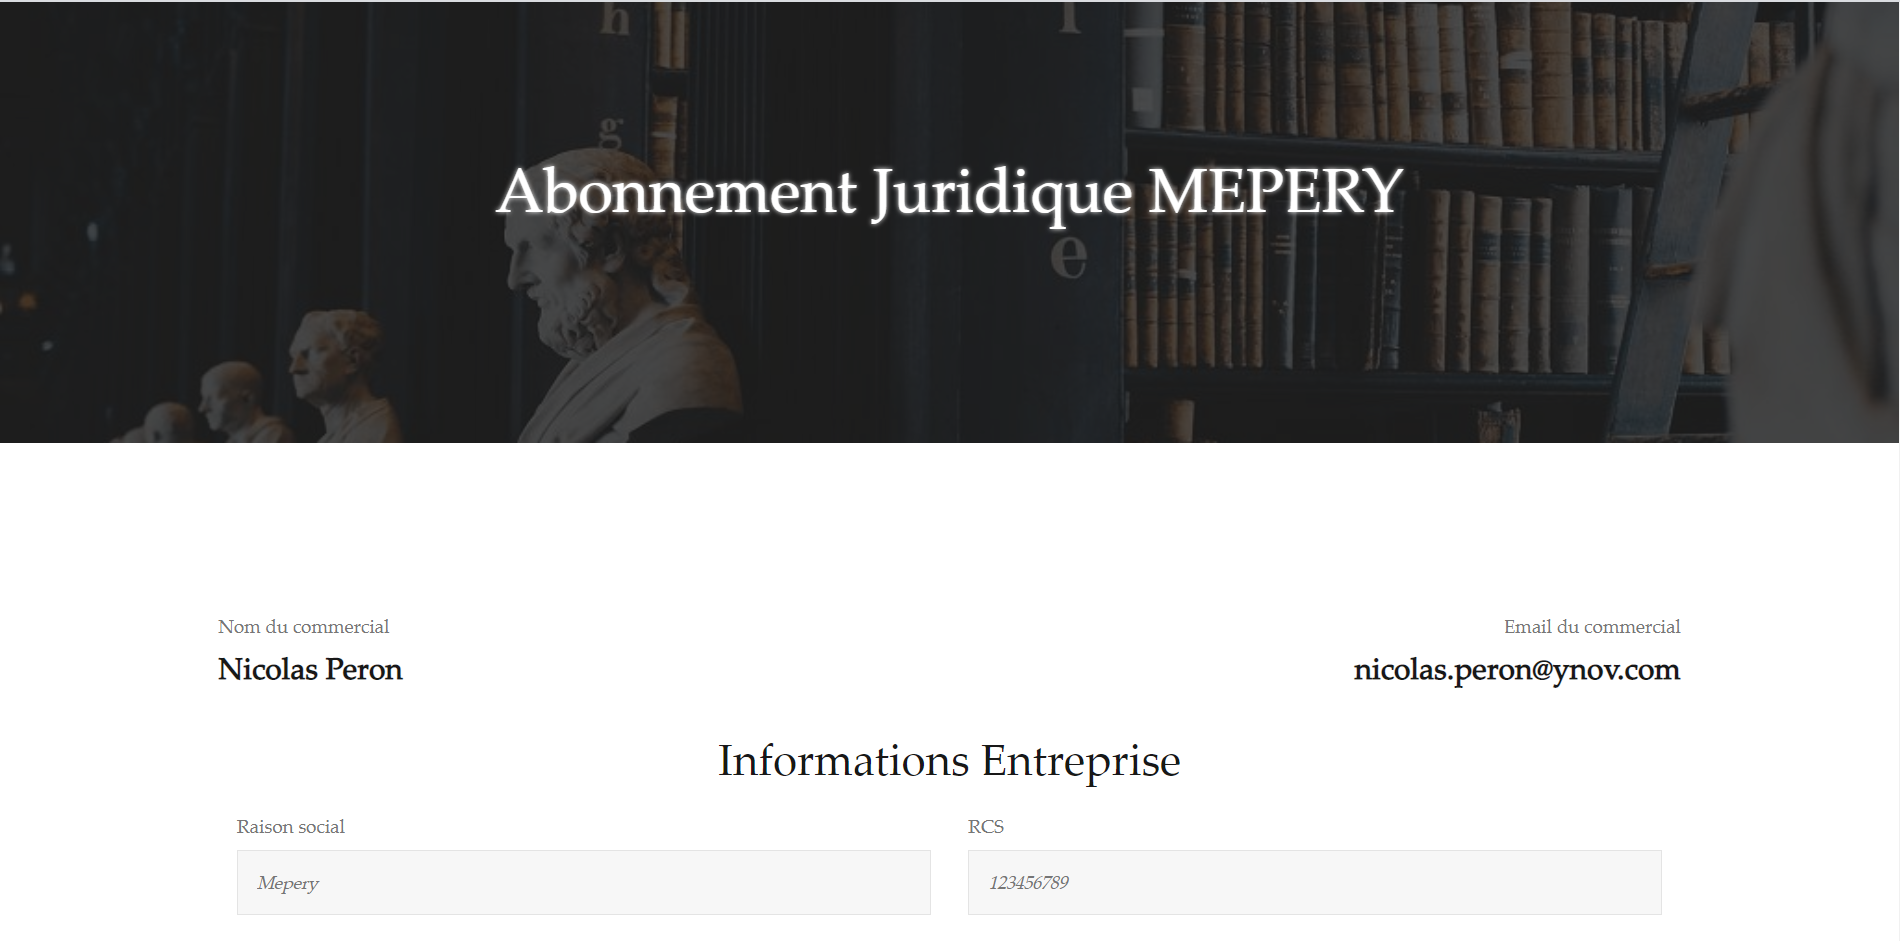 h
l
g
Abonnement Juridique MEPERY
e
Nom du commercial
Email du commercial
Nicolas Peron
nicolas.peron@ynov.com
Informations Entreprise
Raison social
RCS
Mepery
123456789